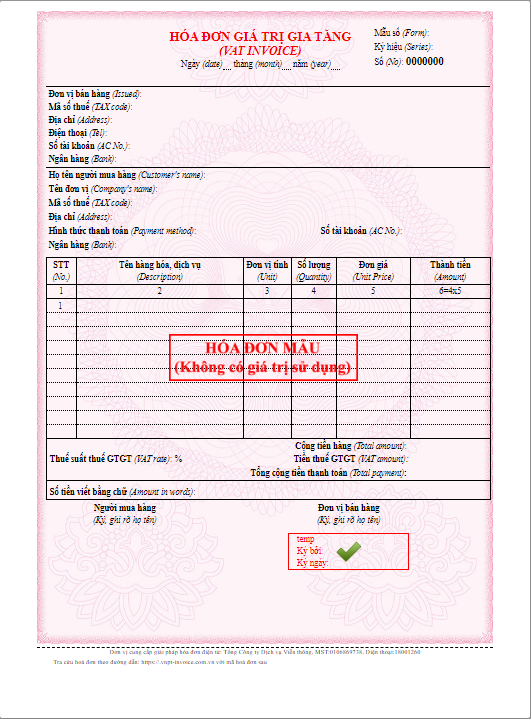 HÓA ĐƠN GIÁ TRỊ GIA TĂNG
(VAT INVOICE)
Ngày (date)__ tháng (month)__ năm (year)__
Mẫu số (Form):
Ký hiệu (Series):
Số (No): 0000000
Đơn vị bán hàng (Issued):
Mã số thuế (TAX code):
Địa chỉ (Address):
Điện thoại (Tel):
Số tài khoản (AC No.):
Ngân hàng (Bank):
Họ tên người mua hàng (Customer's name):
Tên đơn vị (Company's name):
Mã số thuế (TAX code):
Địa chỉ (Address):
Hình thức thanh toán (Payment method): Số tài khoản (AC No.):
Ngân hàng (Bank):
STT Tên hàng hóa, dịch vụ Đơn vị tính Số lượng Đơn giá Thành tiền
(No.) (Description) (Unit) (Quantity) (Unit Price) (Amount)
1 2 3 4 5 6=4x5
1
HÓA ĐƠN MẪU
(Không có giá trị sử dụng)
Cộng tiền hàng (Total amount):
Thuế suất thuế GTGT (VAT rate): % Tiền thuế GTGT (VAT amount):
Tổng cộng tiền thanh toán (Total payment):
Số tiền viết bằng chữ (Amount in words):
Người mua hàng Đơn vị bán hàng
(Ký, ghi rõ họ tên) (Ký, ghi rõ họ tên)
temp
Ký bởi:
Ký ngày:
Đơn vị cung cấp giải pháp hóa đơn điện tử: Tổng Công ty Dịch vụ Viễn thông, MST:0106869738, Điện thoại:18001260
Tra cứu hoá đơn theo đường dẫn: https://.vnpt-invoice.com.vn với mã hoá đơn sau